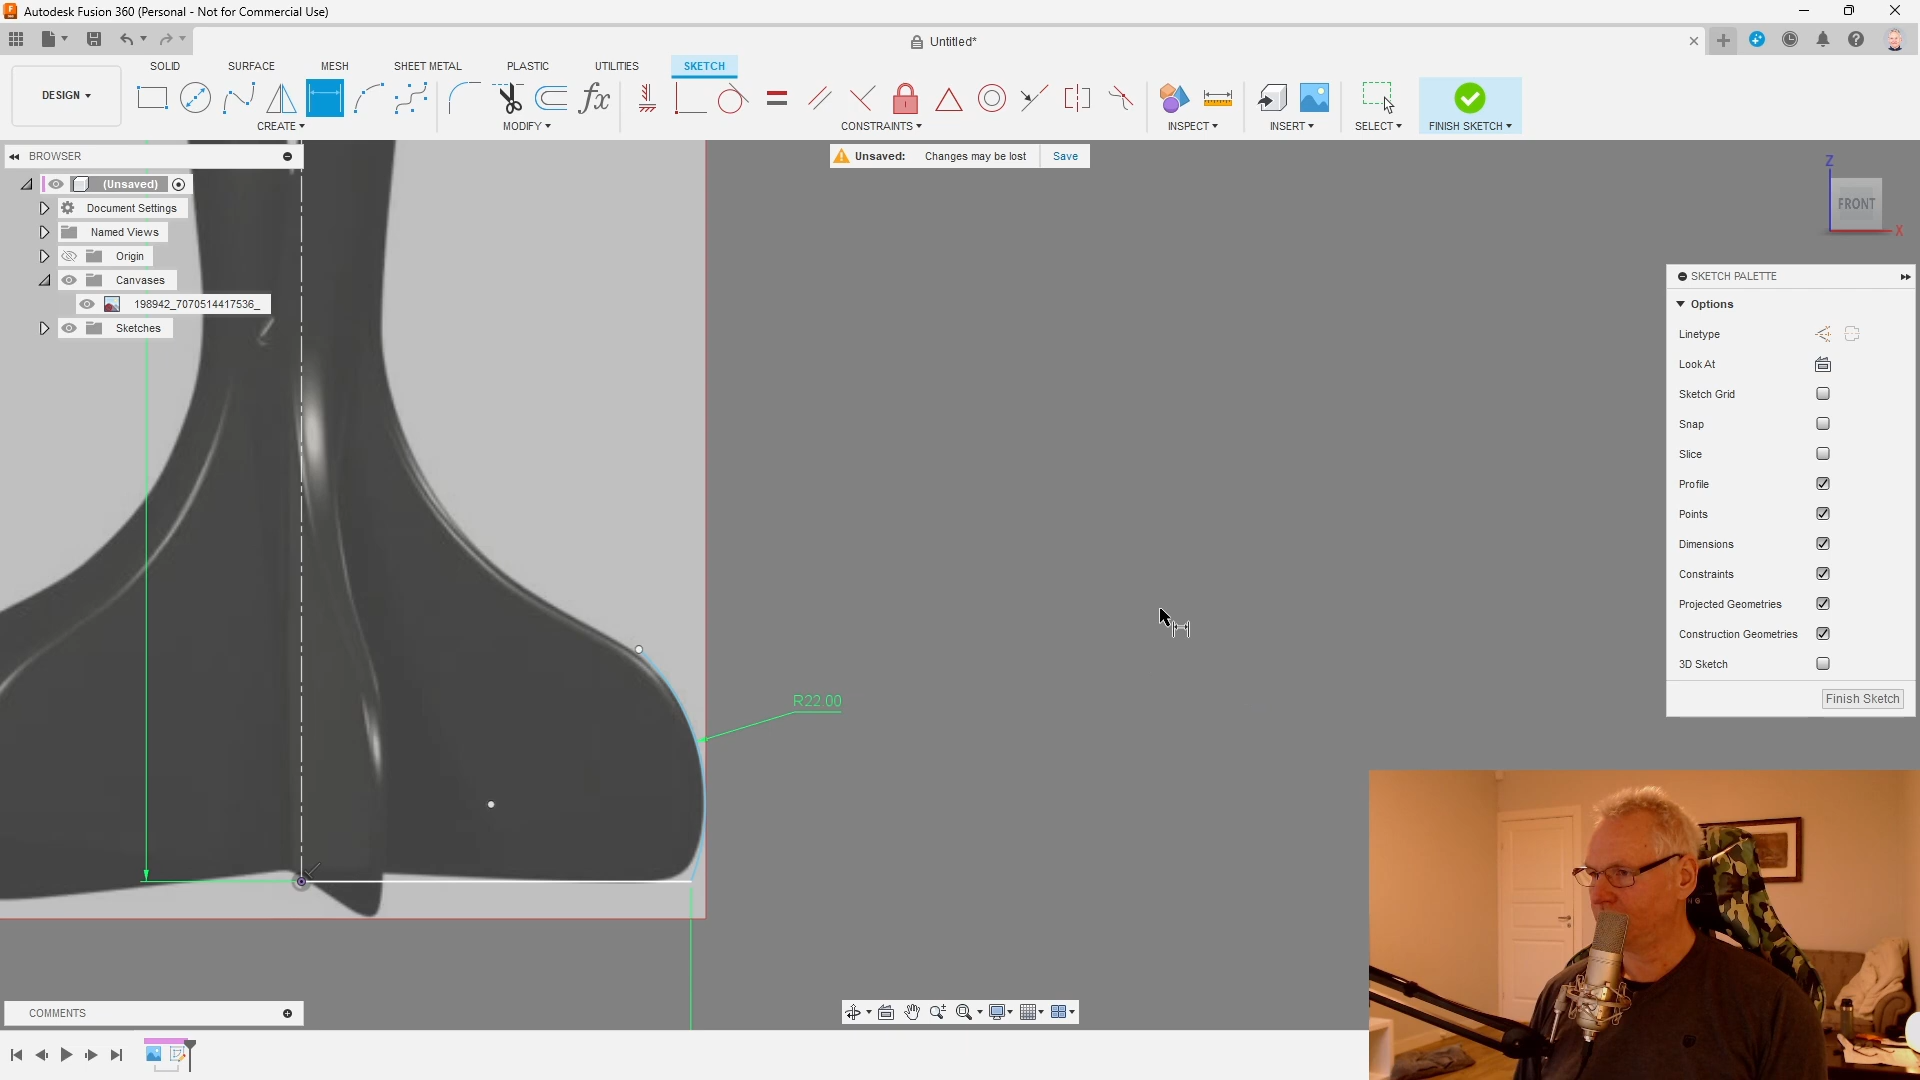 Autodesk Fusion 360 (Personal - Not for Commercial Use)
Untitled*
DESIGN
SOLID SURFACE MESH SHEET METAL PLASTIC UTILITIES SKETCH
CREATE MODIFY CONSTRAINTS INSPECT INSERT SELECT FINISH SKETCH
BROWSER
Unsaved: Changes may be lost Save
(Unsaved)
Document Settings
Named Views
Origin
Canvases
198942_7070514417536_
Sketches
Z
FRONT
X
SKETCH PALETTE
Options
Linetype
Look At
Sketch Grid
Snap
Slice
Profile
Points
Dimensions
Constraints
Projected Geometries
Construction Geometries
3D Sketch
Finish Sketch
R22.00
COMMENTS